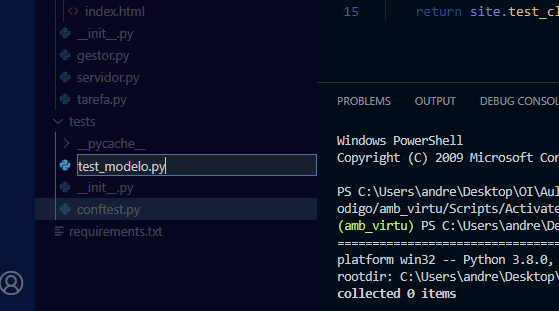 index.html
__init__.py
gestor.py
servidor.py
tarefa.py
tests
__pycache__
test_modelo.py
__init__.py
conftest.py
requirements.txt
15 return site.test_cl
PROBLEMS OUTPUT DEBUG CONSOL
Windows PowerShell
Copyright (C) 2009 Microsoft Cor
PS C:\Users\andre\Desktop\OI\Aul
odigo/amb_virtu/Scripts/Activate
(amb_virtu) PS C:\Users\andre\De
================================
platform win32 -- Python 3.8.0,
rootdir: C:\Users\andre\Desktop\
collected 0 items